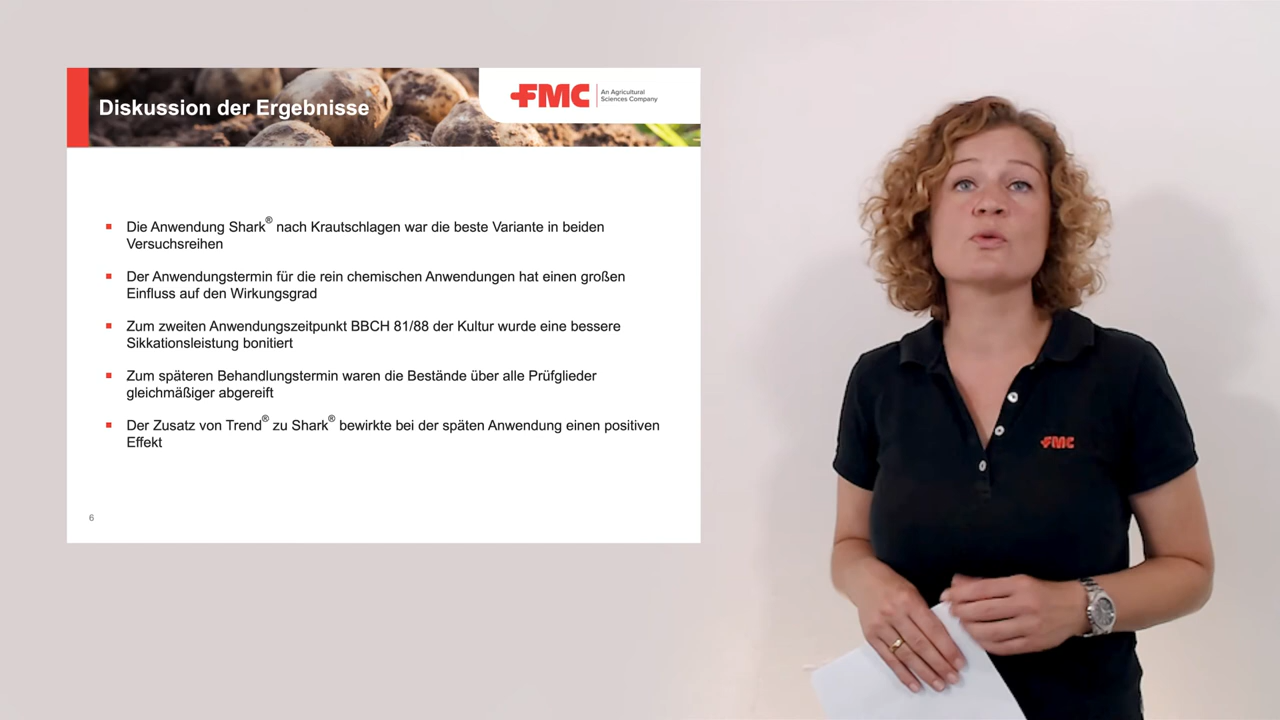 Diskussion der Ergebnisse
FMC
An Agricultural
Sciences Company
Die Anwendung Shark® nach Krautschlagen war die beste Variante in beiden
Versuchsreihen
Der Anwendungstermin für die rein chemischen Anwendungen hat einen großen
Einfluss auf den Wirkungsgrad
Zum zweiten Anwendungszeitpunkt BBCH 81/88 der Kultur wurde eine bessere
Sikkationsleistung bonitiert
Zum späteren Behandlungstermin waren die Bestände über alle Prüfglieder
gleichmäßiger abgereift
Der Zusatz von Trend® zu Shark® bewirkte bei der späten Anwendung einen positiven
Effekt
6
FMC